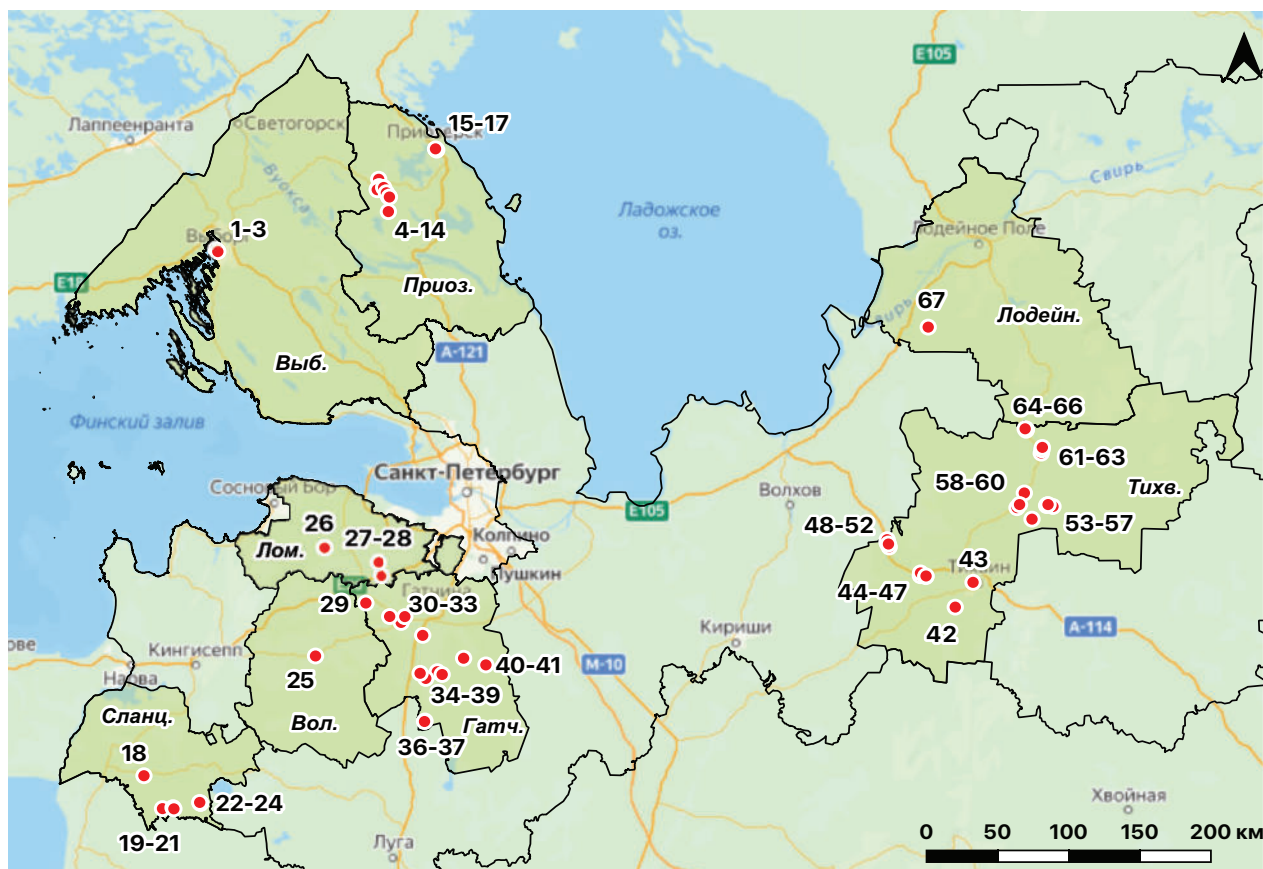 E105
Лаппеенранта
Светогорск
Приозерск
15-17
Вуокса
Свирь
1-3
Выборг
4-14
Ладожское
оз.
Лодейное Поле
E18
Приоз.
67
Свирь
Лодейн.
А-121
Выб.
Финский залив
64-66
61-63
Санкт-Петербург
58-60
Тихв.
Сосновый Бор
Волхов
E105
53-57
26
27-28
48-52
Колпино
Лом.
43
Пушкин
Тихвин
44-47
Гатчина
29
30-33
42
Кириши
А-114
Кингисепп
Нарва
25
40-41
М-10
34-39
Сланц.
Вол.
Гатч.
36-37
18
22-24
Хвойная
19-21
Луга
0 50 100 150 200 км